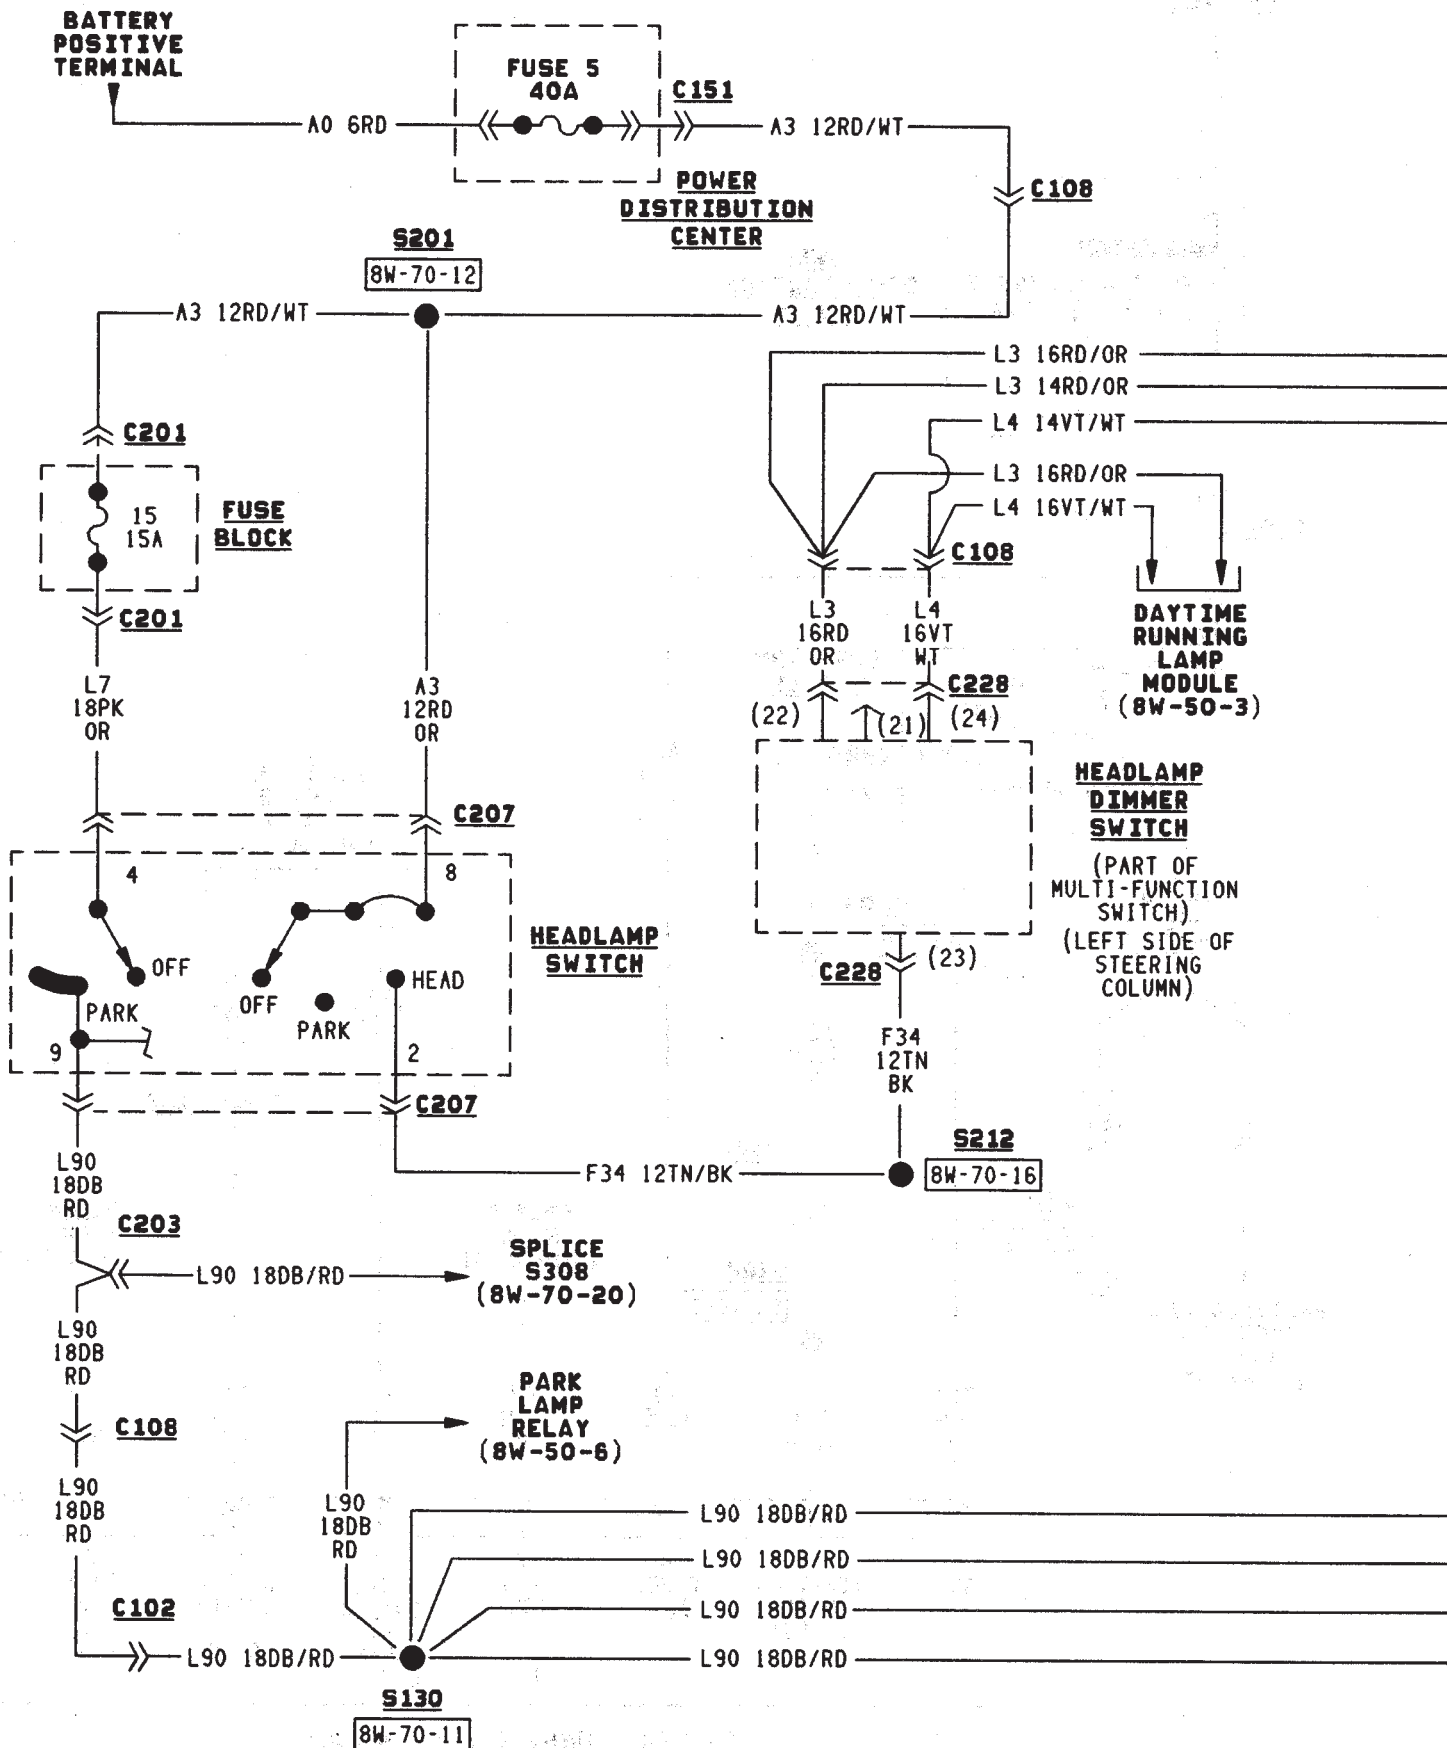 BATTERY
POSITIVE
TERMINAL
FUSE 5
40A
C151
A0 6RD
A3 12RD/WT
C108
POWER
DISTRIBUTION
CENTER
S201
8W-70-12
A3 12RD/WT
A3 12RD/WT
L3 16RD/OR
L3 14RD/OR
L4 14VT/WT
L3 16RD/OR
L4 16VT/WT
C201
15
15A
FUSE
BLOCK
C201
C108
L3
16RD
OR
L4
16VT
WT
DAYTIME
RUNNING
LAMP
MODULE
(8W-50-3)
L7
18PK
OR
A3
12RD
OR
C228
(22)
(21)
(24)
C207
HEADLAMP
DIMMER
SWITCH
(PART OF
MULTI-FUNCTION
SWITCH)
(LEFT SIDE OF
STEERING
COLUMN)
4
8
OFF
PARK
9
OFF
PARK
HEAD
2
HEADLAMP
SWITCH
C228
(23)
F34
12TN
BK
C207
S212
8W-70-16
F34 12TN/BK
L90
18DB
RD
C203
L90 18DB/RD
SPLICE
S308
(8W-70-20)
L90
18DB
RD
C108
PARK
LAMP
RELAY
(8W-50-6)
L90
18DB
RD
L90
18DB
RD
L90 18DB/RD
L90 18DB/RD
L90 18DB/RD
C102
L90 18DB/RD
L90 18DB/RD
S130
8W-70-11